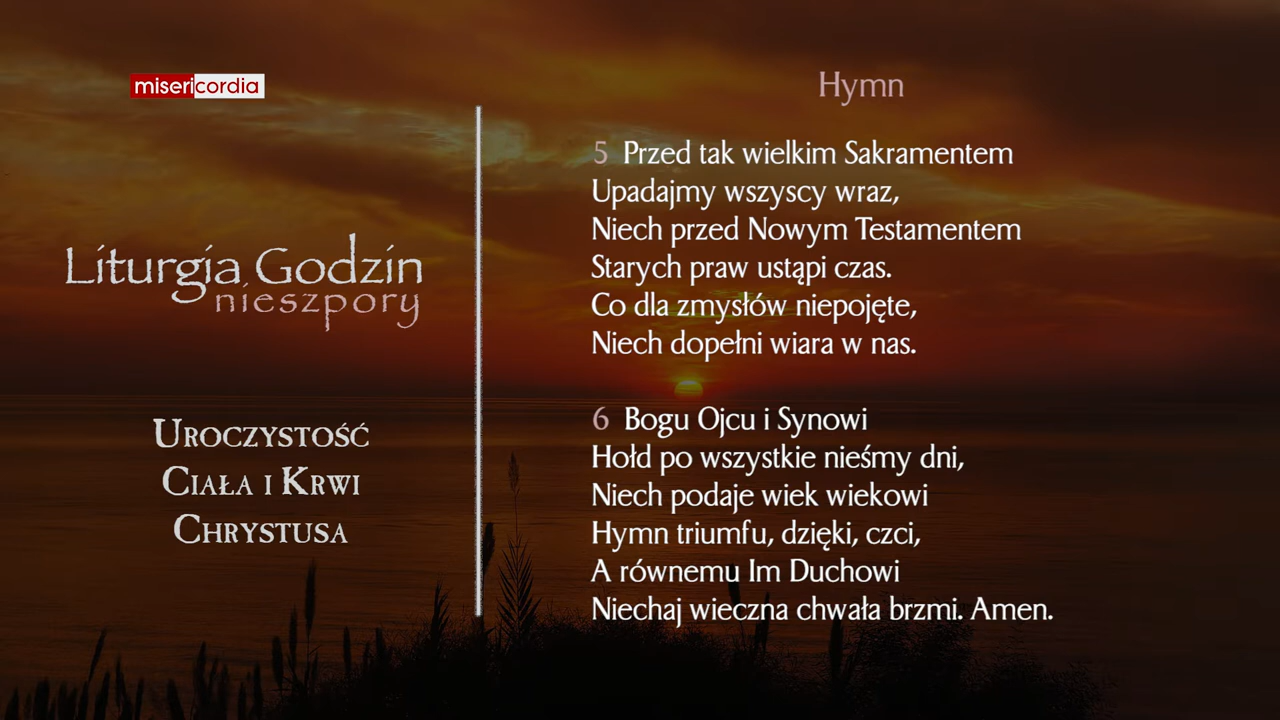 misericordia
Liturgia Godzin
nieszpory
Uroczystość
Ciała i Krwi
Chrystusa
Hymn
5 Przed tak wielkim Sakramentem
Upadajmy wszyscy wraz,
Niech przed Nowym Testamentem
Starych praw ustąpi czas.
Co dla zmysłów niepojęte,
Niech dopełni wiara w nas.
6 Bogu Ojcu i Synowi
Hołd po wszystkie nieśmy dni,
Niech podaje wiek wiekowi
Hymn triumfu, dzięki, czci,
A równemu Im Duchowi
Niechaj wieczna chwała brzmi. Amen.